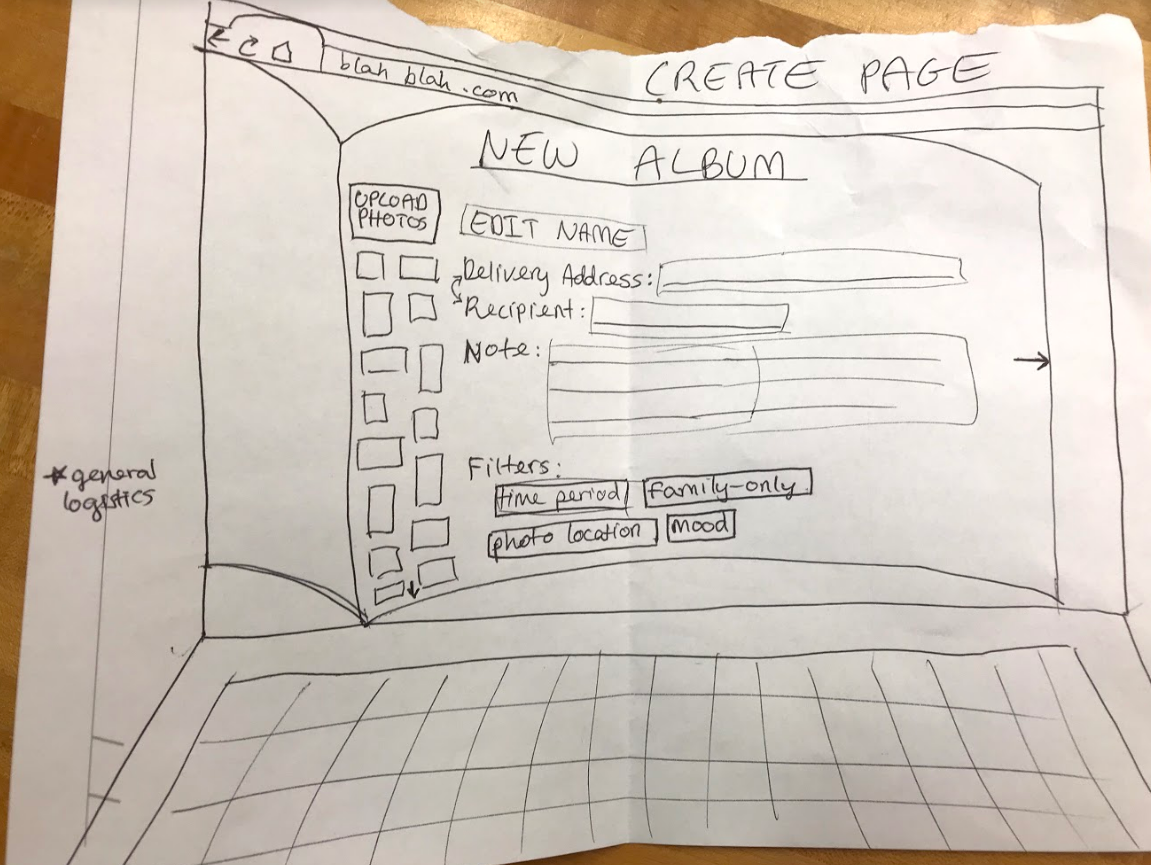 CREATE PAGE
blah blah.com
NEW ALBUM
UPLOAD
PHOTOS
EDIT NAME
Delivery Address:
Recipient:
Note:
Filters:
time period family-only
photo location mood
*general
logistics